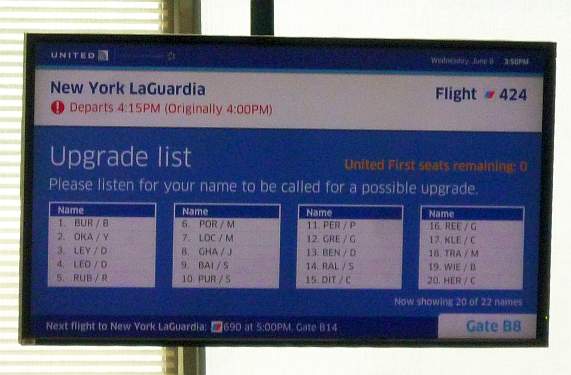 UNITED
Wednesday, June 8 3:50PM
New York LaGuardia
Flight 424
Departs 4:15PM (Originally 4:00PM)
Upgrade list
United First seats remaining: 0
Please listen for your name to be called for a possible upgrade.
Name
1. BUR / B
2. OKA / Y
3. LEY / D
4. LEO / D
5. RUB / R
Name
6. POR / M
7. LOC / M
8. GHA / J
9. BAI / S
10. PUR / S
Name
11. PER / P
12. GRE / G
13. BEN / D
14. RAL / S
15. DIT / C
Name
16. REE / G
17. KLE / C
18. TRA / M
19. WIE / B
20. HER / C
Now showing 20 of 22 names
Next flight to New York LaGuardia: 690 at 5:00PM, Gate B14
Gate B8